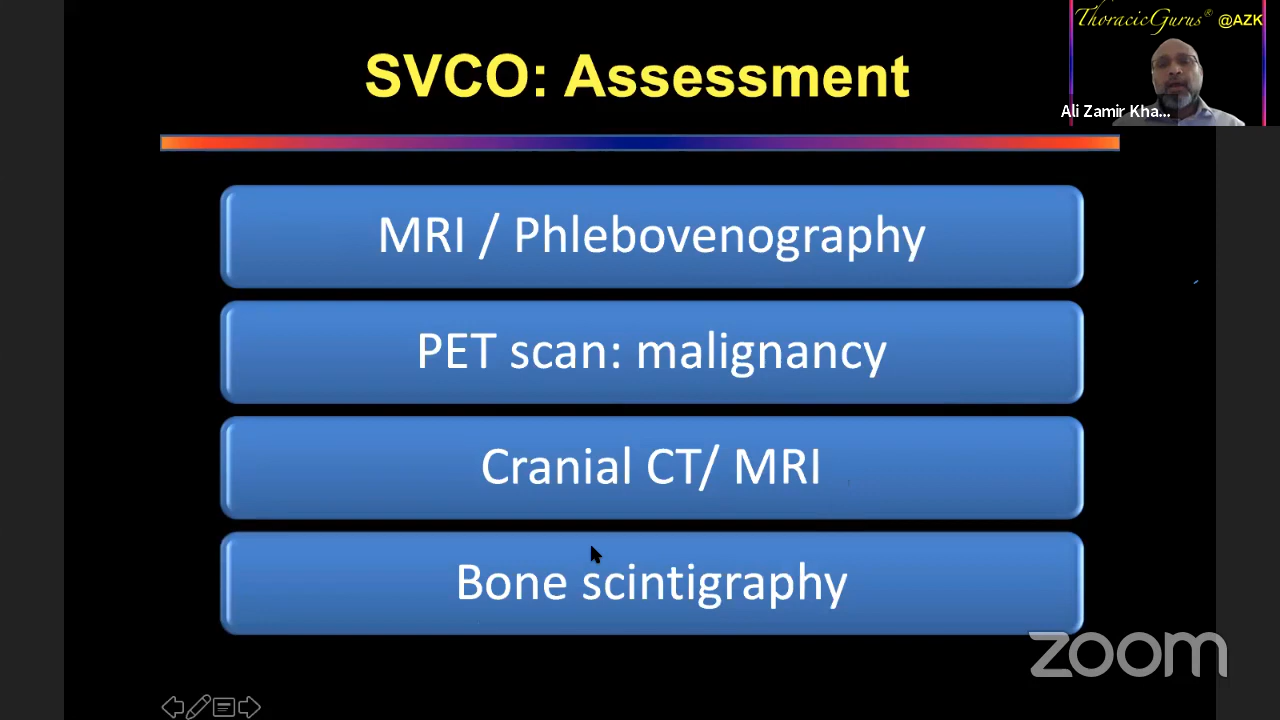 ThoracicGurus® @AZK
SVCO: Assessment
Ali Zamir Kha...
MRI / Phlebovenography
PET scan: malignancy
Cranial CT/ MRI
Bone scintigraphy
zoom